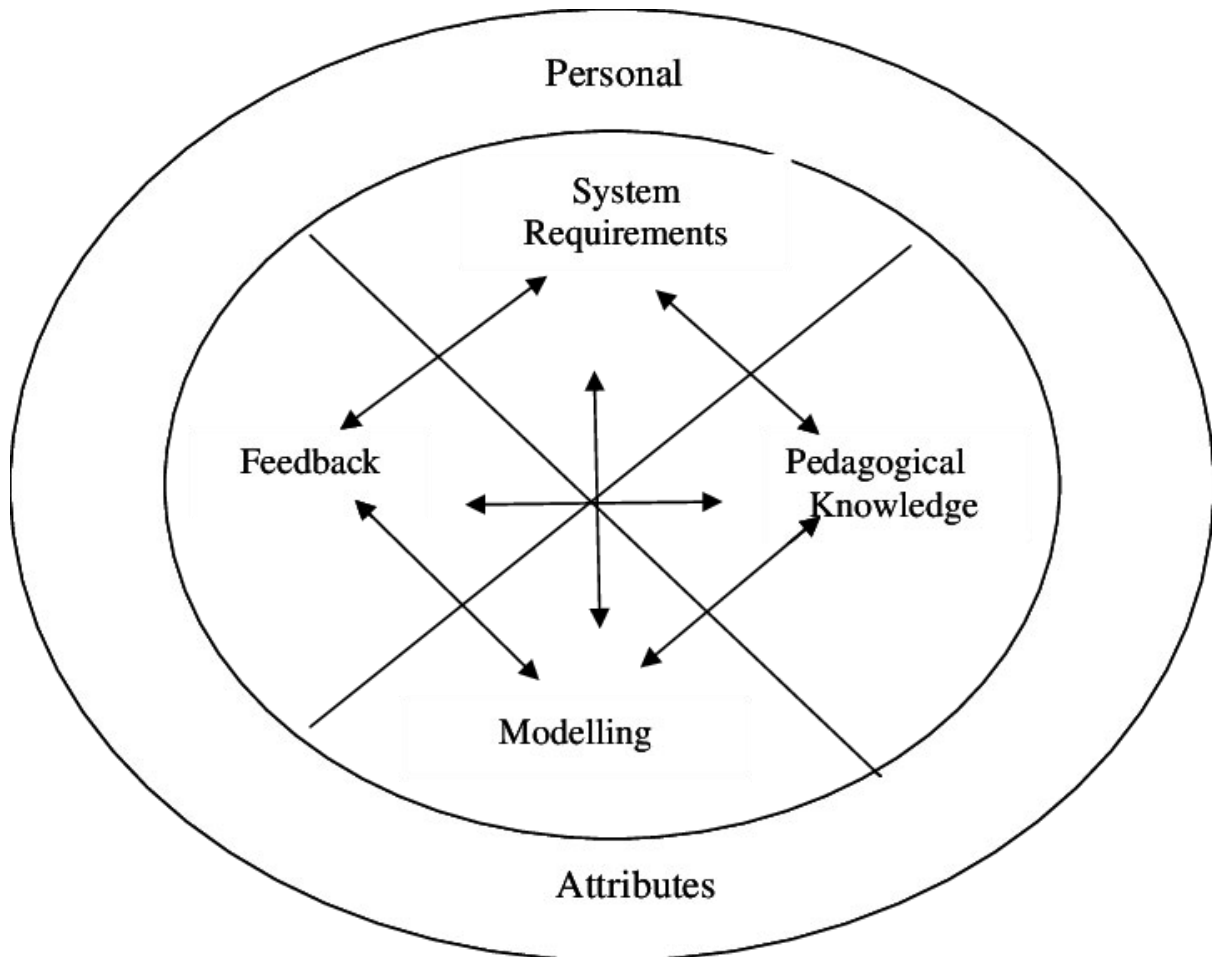 Personal
System
Requirements
Feedback
Pedagogical
Knowledge
Modelling
Attributes